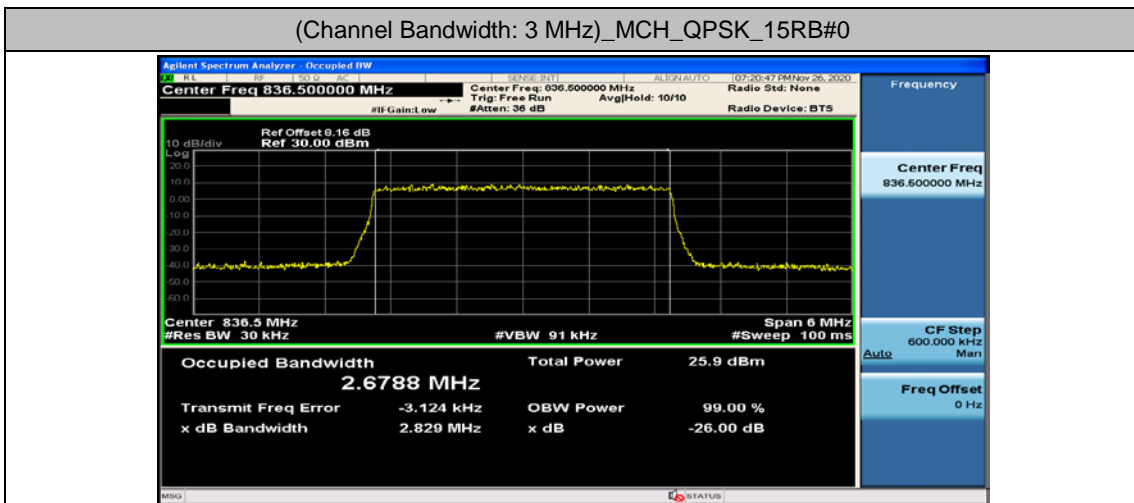 (Channel Bandwidth: 3 MHz)_MCH_QPSK_15RB#0
Agilent Spectrum Analyzer - Occupied BW
RL RF 50 Ω AC SENSE:INT ALIGN AUTO 07:20:47 PM Nov 26, 2020
Center Freq 836.500000 MHz
Center Freq: 836.500000 MHz
Radio Std: None
Trig: Free Run Avg|Hold: 10/10
#IFGain:Low #Atten: 36 dB Radio Device: BTS
Frequency
Ref Offset 8.16 dB
10 dB/div Ref 30.00 dBm
Log
20.0
10.0
0.00
-10.0
-20.0
-30.0
-40.0
-50.0
-60.0
Center Freq
836.500000 MHz
Center 836.5 MHz Span 6 MHz
#Res BW 30 kHz #VBW 91 kHz #Sweep 100 ms
CF Step
600.000 kHz
Auto Man
Occupied Bandwidth Total Power 25.9 dBm
2.6788 MHz
Freq Offset
0 Hz
Transmit Freq Error -3.124 kHz OBW Power 99.00 %
x dB Bandwidth 2.829 MHz x dB -26.00 dB
MSG STATUS